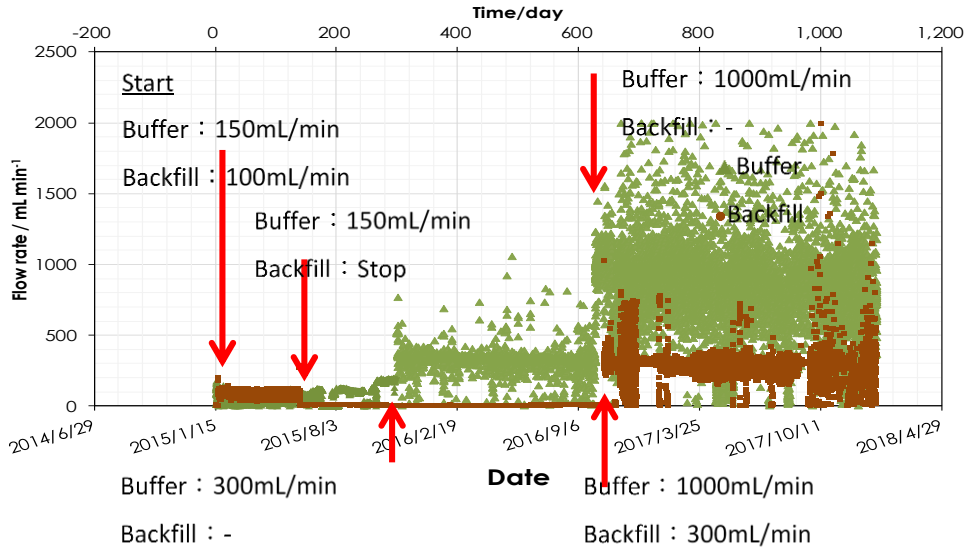 Time/day
-200 0 200 400 600 800 1,000 1,200
2500
2000
1500
1000
500
0
Flow rate / mL min⁻¹
Start
Buffer：150mL/min
Backfill：100mL/min
Buffer：150mL/min
Backfill：Stop
Buffer：1000mL/min
Backfill：-
Buffer
Backfill
2014/6/29 2015/1/15 2015/8/3 2016/2/19 2016/9/6 2017/3/25 2017/10/11 2018/4/29
Date
Buffer：300mL/min
Backfill：-
Buffer：1000mL/min
Backfill：300mL/min